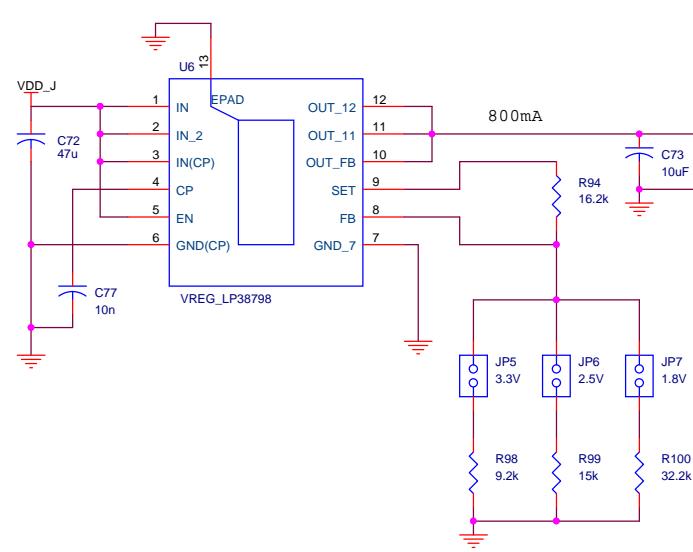 VDD_J
U6
13
EPAD
1
IN
2
IN_2
3
IN(CP)
4
CP
5
EN
6
GND(CP)
OUT_12
12
OUT_11
11
OUT_FB
10
SET
9
FB
8
GND_7
7
VREG_LP38798
800mA
C72
47u
C77
10n
C73
10uF
R94
16.2k
JP5
3.3V
JP6
2.5V
JP7
1.8V
R98
9.2k
R99
15k
R100
32.2k